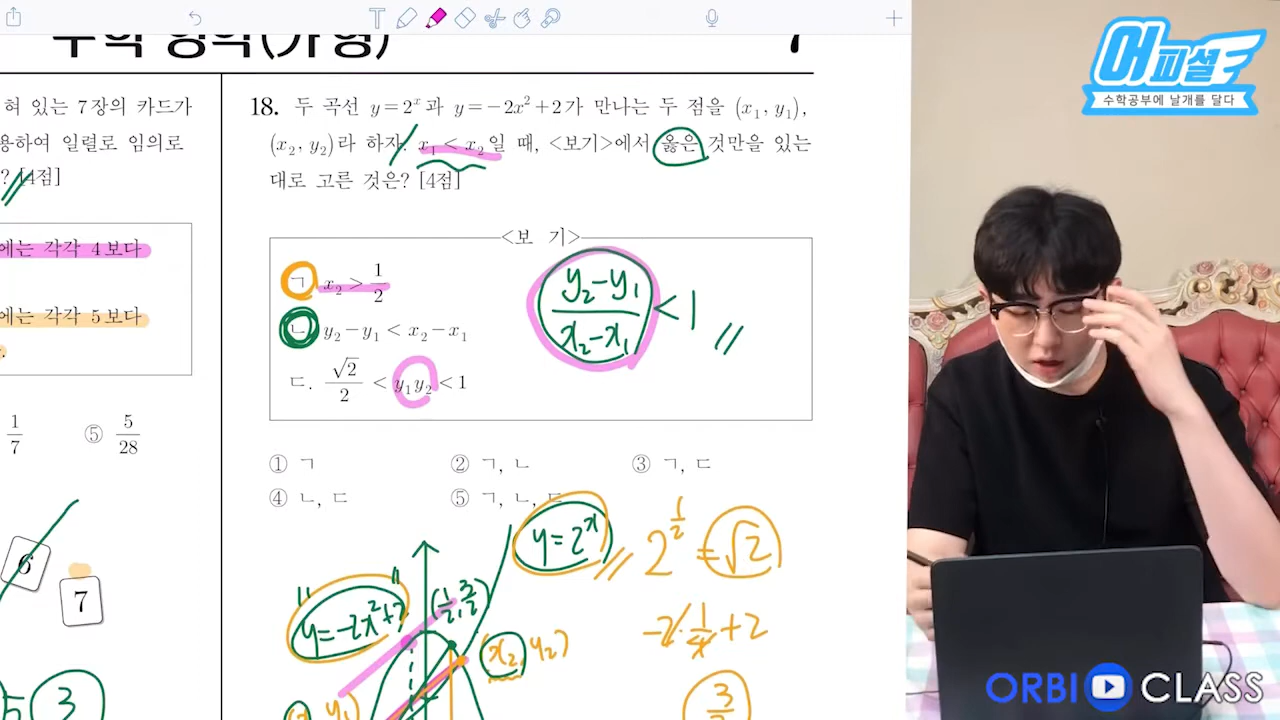 수학 영역(가형)
7
혀 있는 7장의 카드가
용하여 일렬로 임의로
? [4점]
에는 각각 4보다
에는 각각 5보다
1/7 ⑤ 5/28
6
7
3
18. 두 곡선 y=2^x과 y=-2x^2+2가 만나는 두 점을 (x_1, y_1),
(x_2, y_2)라 하자. x_1 < x_2일 때, <보기>에서 옳은 것만을 있는
대로 고른 것은? [4점]
<보 기>
ㄱ x_2 > 1/2
ㄴ y_2-y_1 < x_2-x_1
ㄷ. √2/2 < y_1y_2 < 1
(y_2-y_1)/(x_2-x_1) < 1
① ㄱ ② ㄱ, ㄴ ③ ㄱ, ㄷ
④ ㄴ, ㄷ ⑤ ㄱ, ㄴ, ㄷ
y=2^x
2^(1/2) = √2
y=-2x^2+2
(1/2, 3/2)
-2·1/4+2
(x_2, y_2)
y_1)
어피셜
수학공부에 날개를 달다
ORBI CLASS